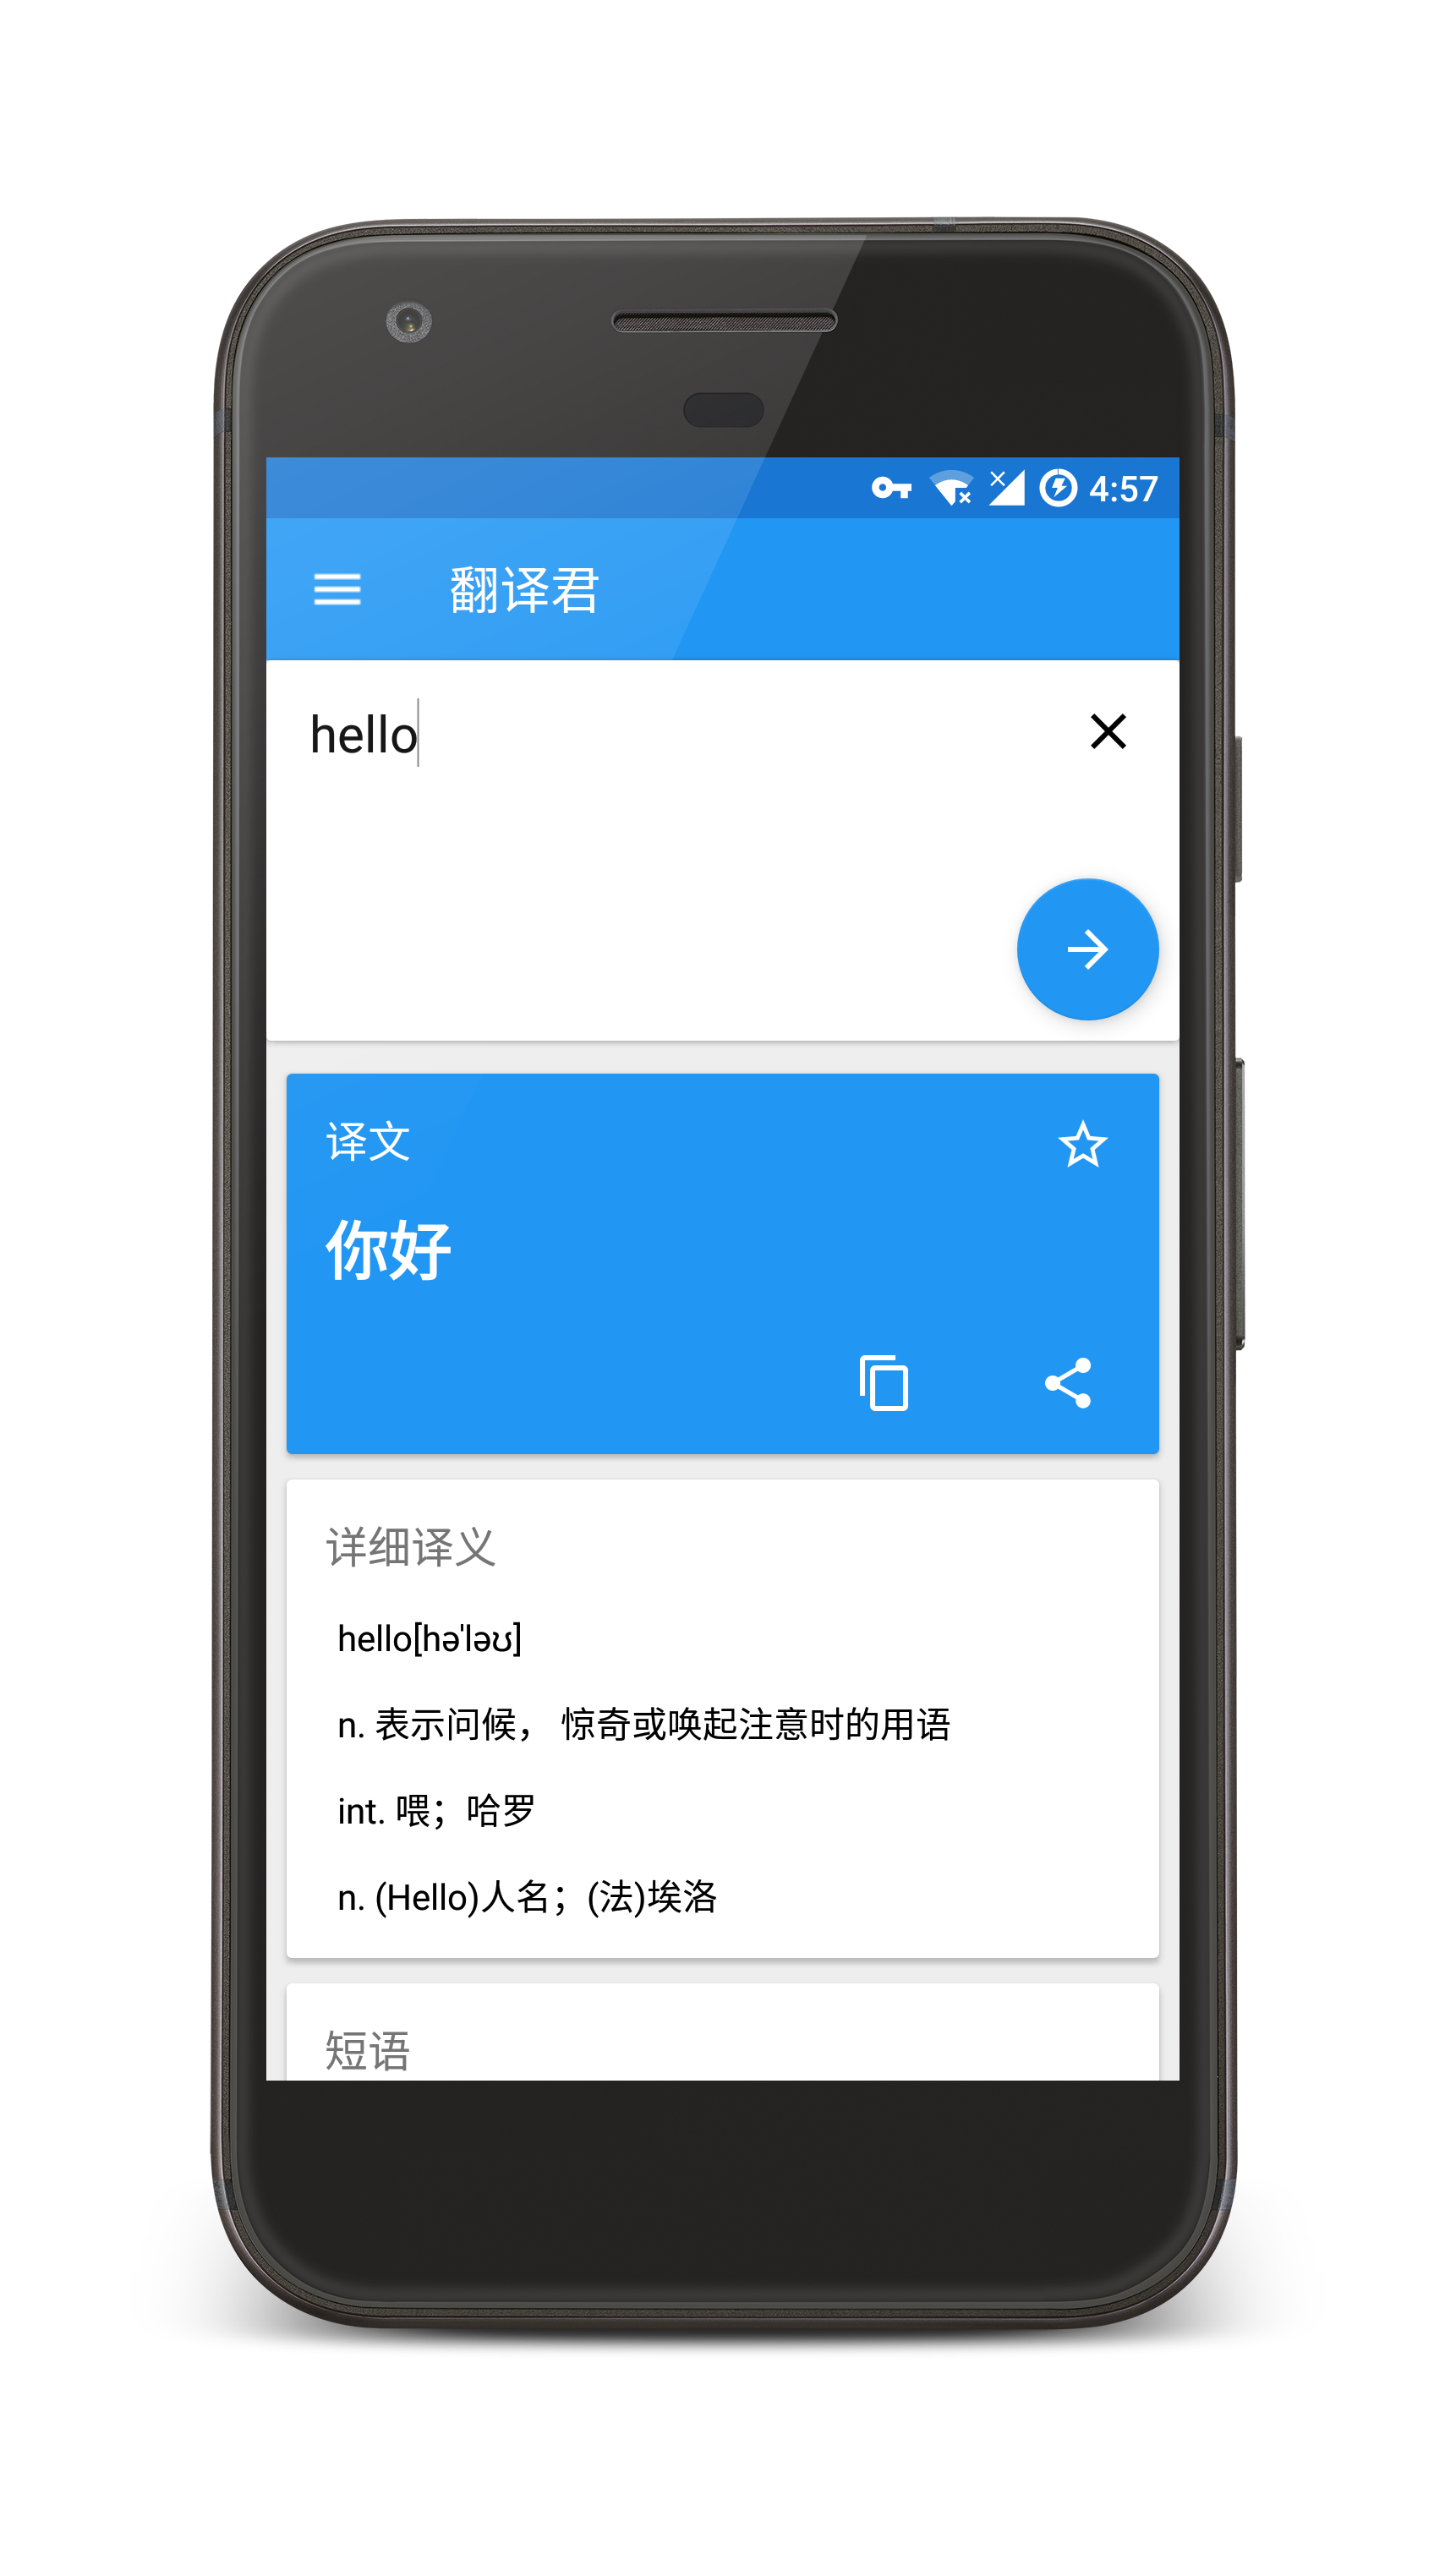 4:57
翻译君
hello
译文
你好
详细译义
hello[hə'ləʊ]
n. 表示问候， 惊奇或唤起注意时的用语
int. 喂；哈罗
n. (Hello)人名；(法)埃洛
短语